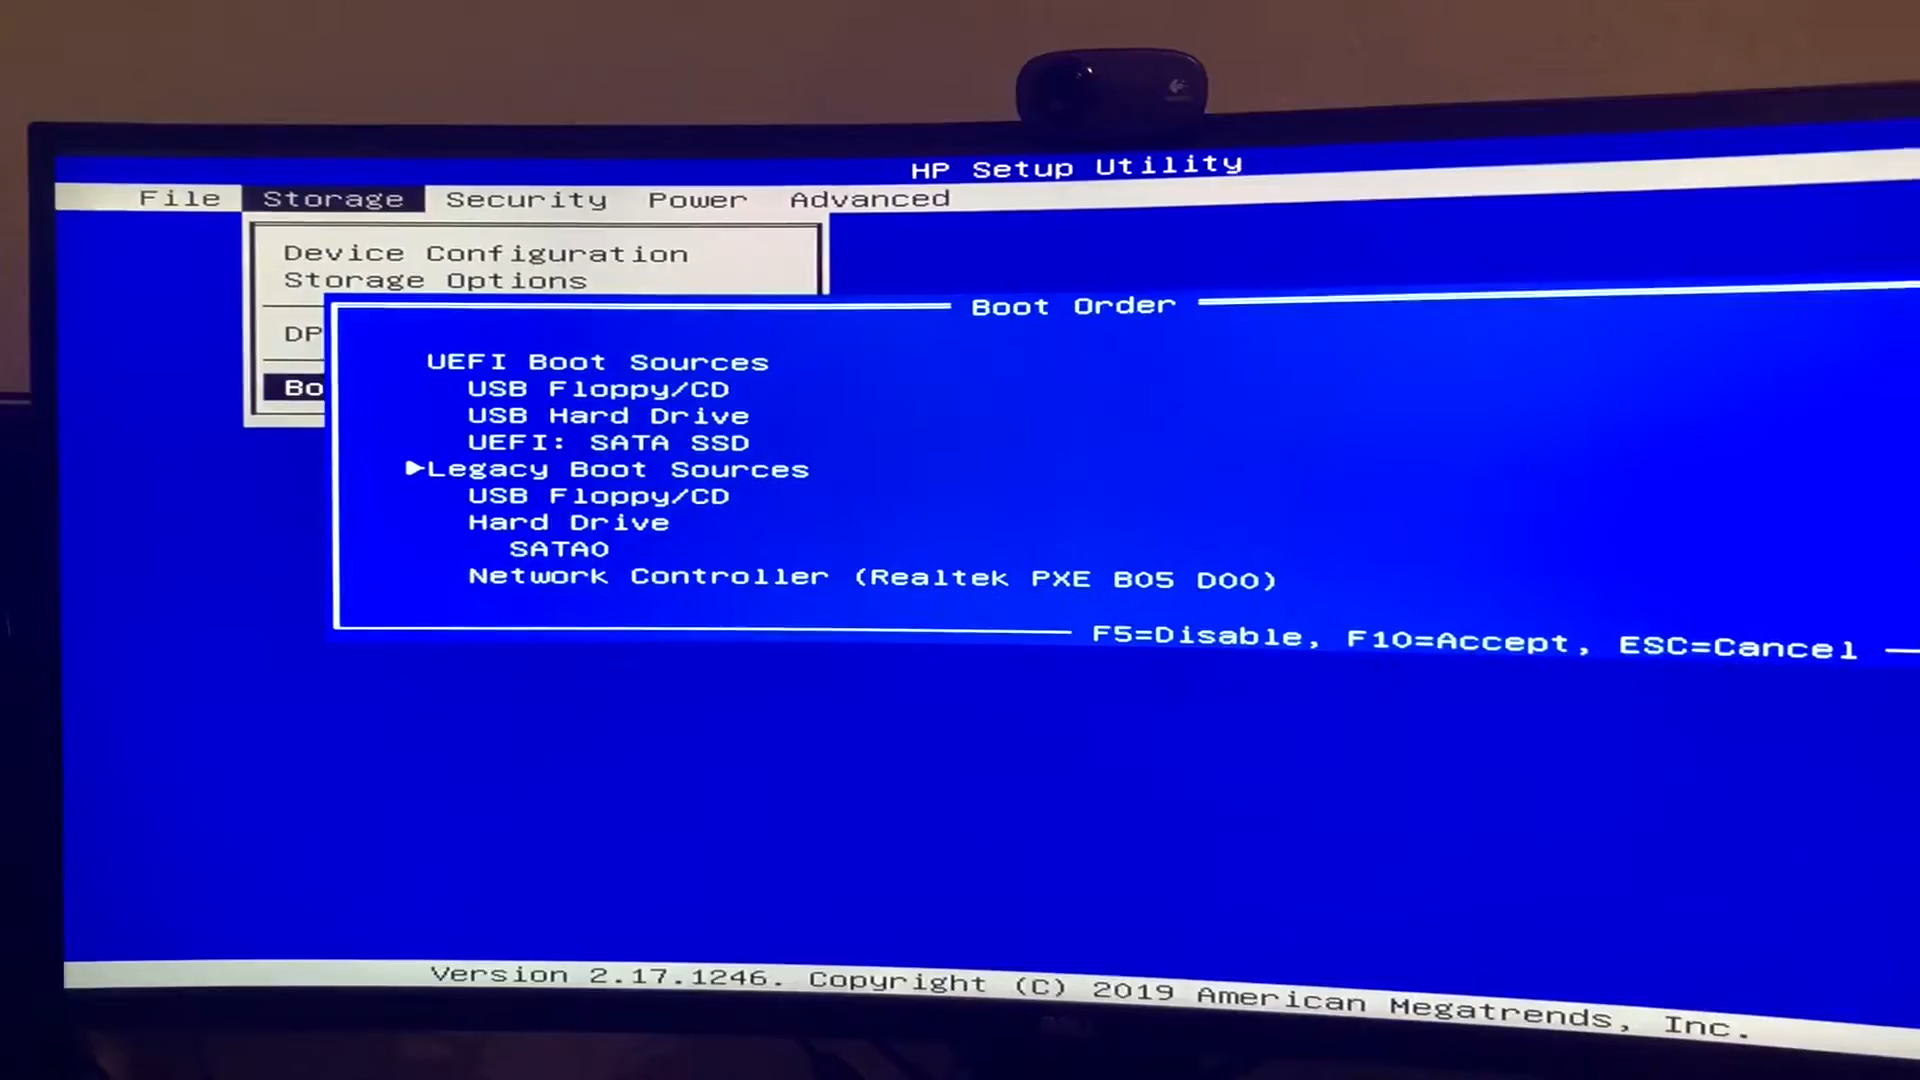 HP Setup Utility
File Storage Security Power Advanced
Device Configuration
Storage Options
DP
Bo
Boot Order
UEFI Boot Sources
USB Floppy/CD
USB Hard Drive
UEFI: SATA SSD
►Legacy Boot Sources
USB Floppy/CD
Hard Drive
SATA0
Network Controller (Realtek PXE B05 D00)
F5=Disable, F10=Accept, ESC=Cancel
Version 2.17.1246. Copyright (C) 2019 American Megatrends, Inc.